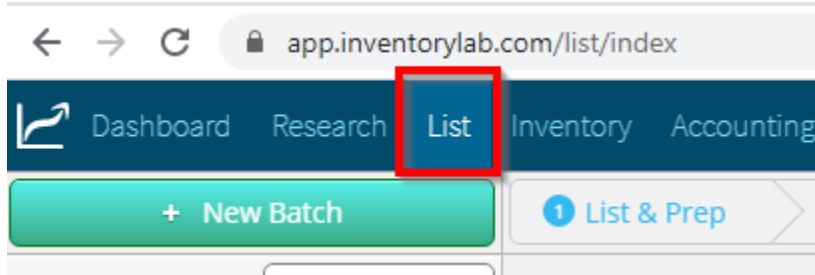 app.inventorylab.com/list/index
Dashboard Research List Inventory Accounting
+ New Batch 1 List & Prep